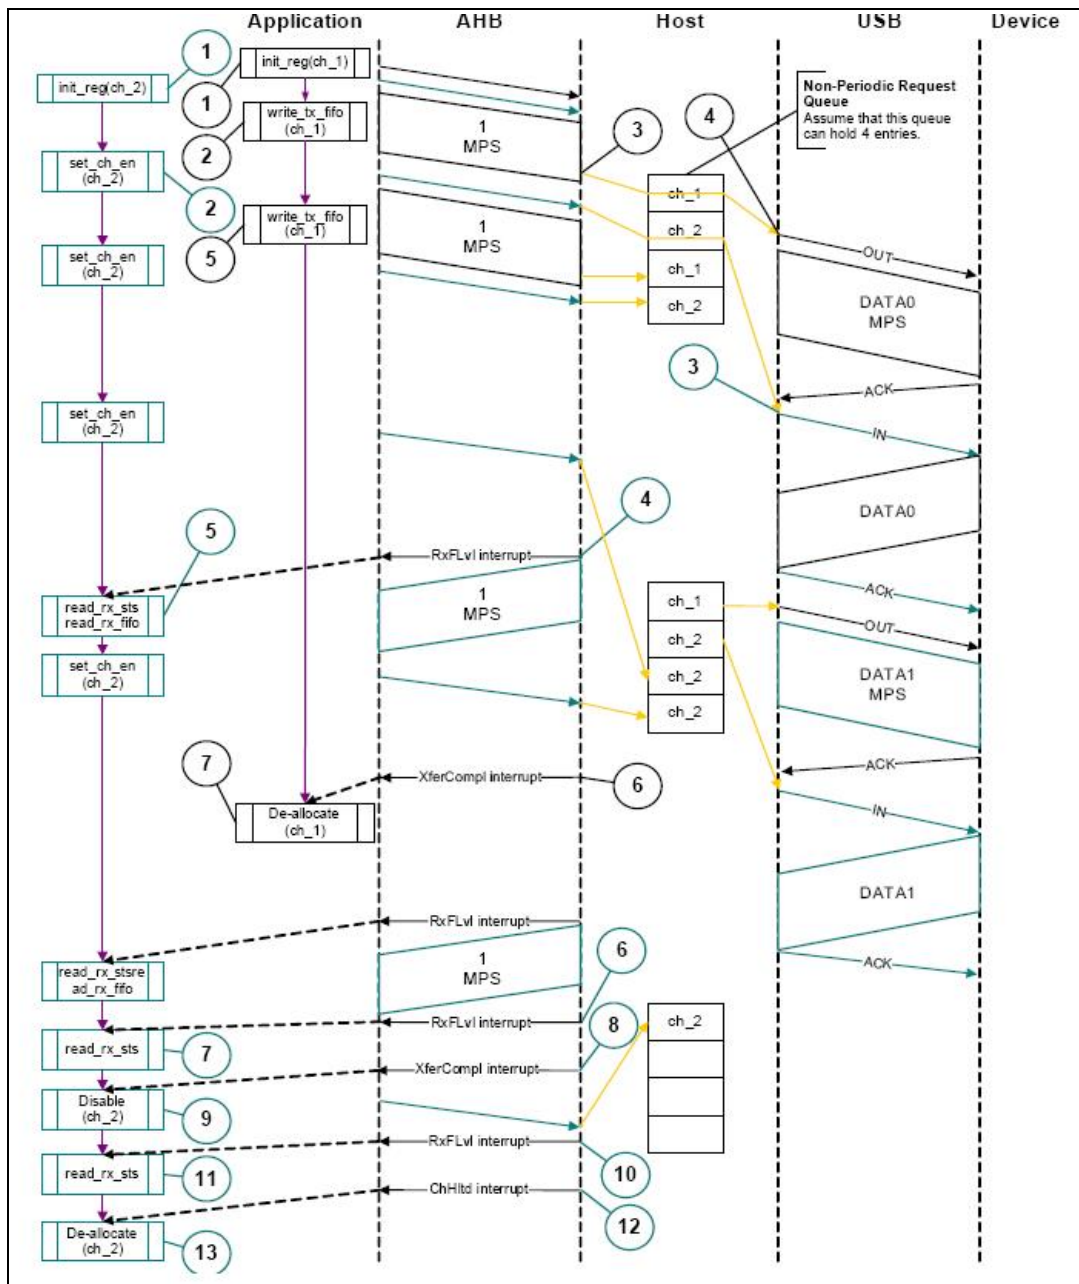 Application AHB Host USB Device
1
init_reg(ch_1)
init_reg(ch_2)
1
Non-Periodic Request
Queue
Assume that this queue
can hold 4 entries.
write_tx_fifo
(ch_1)
1
MPS
3
4
2
set_ch_en
(ch_2)
ch_1
2
write_tx_fifo
(ch_1)
1
MPS
ch_2
5
set_ch_en
(ch_2)
OUT
ch_1
ch_2
DATA0
MPS
3
ACK
set_ch_en
(ch_2)
IN
4
DATA0
5
RxFLvl interrupt
ACK
read_rx_sts
read_rx_fifo
1
MPS
ch_1
OUT
ch_2
set_ch_en
(ch_2)
ch_2
DATA1
MPS
ch_2
7
XferCompl interrupt
6
ACK
De-allocate
(ch_1)
IN
DATA1
RxFLvl interrupt
6
ACK
read_rx_stsre
ad_rx_fifo
1
MPS
RxFLvl interrupt
8
ch_2
read_rx_sts
7
XferCompl interrupt
Disable
(ch_2)
9
RxFLvl interrupt
10
read_rx_sts
11
ChHltd interrupt
12
De-allocate
(ch_2)
13